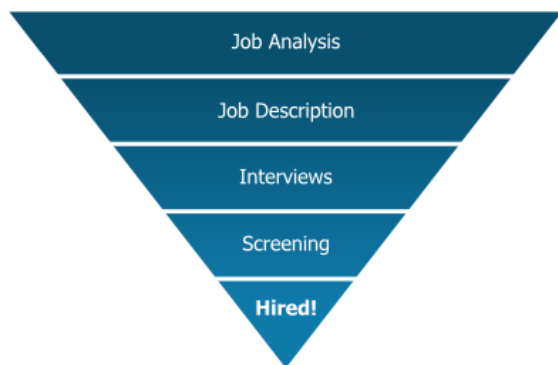 Job Analysis
Job Description
Interviews
Screening
Hired!